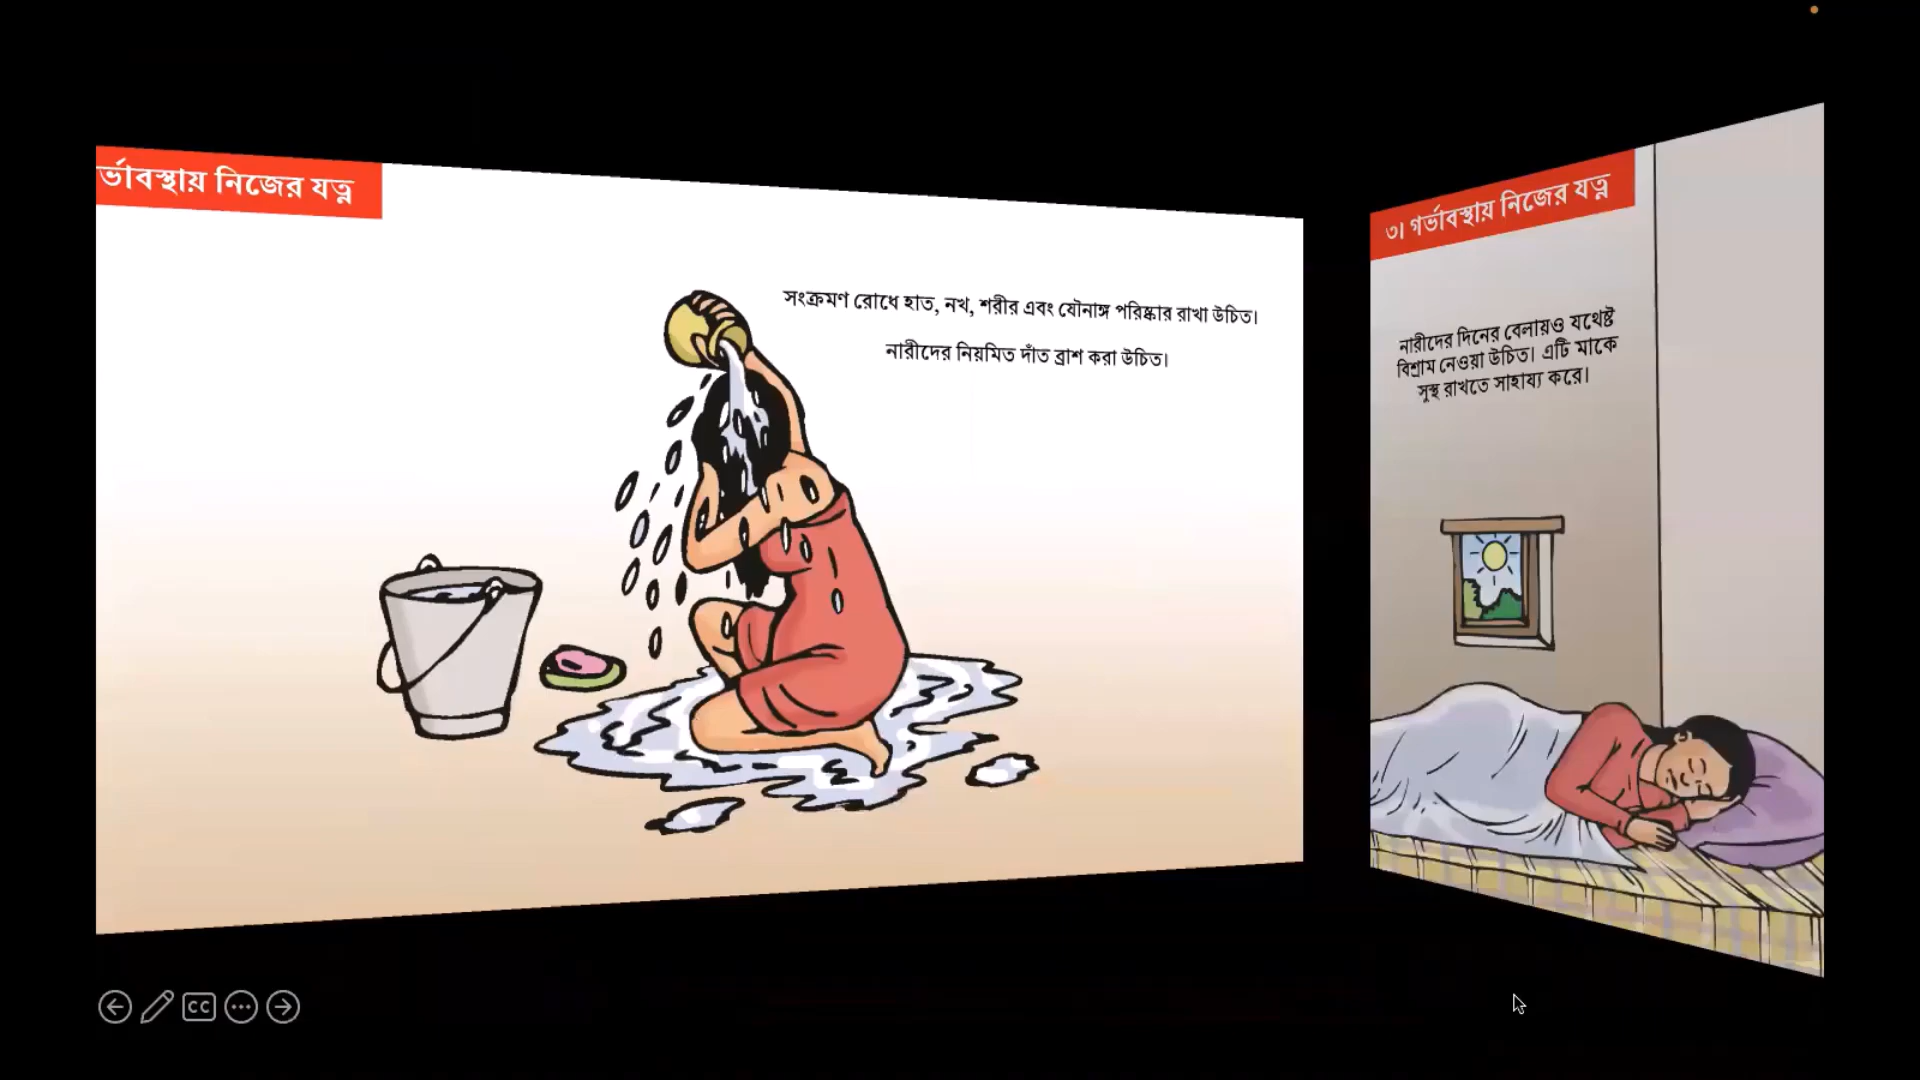 র্ভাবস্থায় নিজের যত্ন
সংক্রমণ রোধে হাত, নখ, শরীর এবং যৌনাঙ্গ পরিষ্কার রাখা উচিত।
নারীদের নিয়মিত দাঁত ব্রাশ করা উচিত।
৩। গর্ভাবস্থায় নিজের যত্ন
নারীদের দিনের বেলায়ও যথেষ্ট
বিশ্রাম নেওয়া উচিত। এটি মাকে
সুস্থ রাখতে সাহায্য করে।
CC